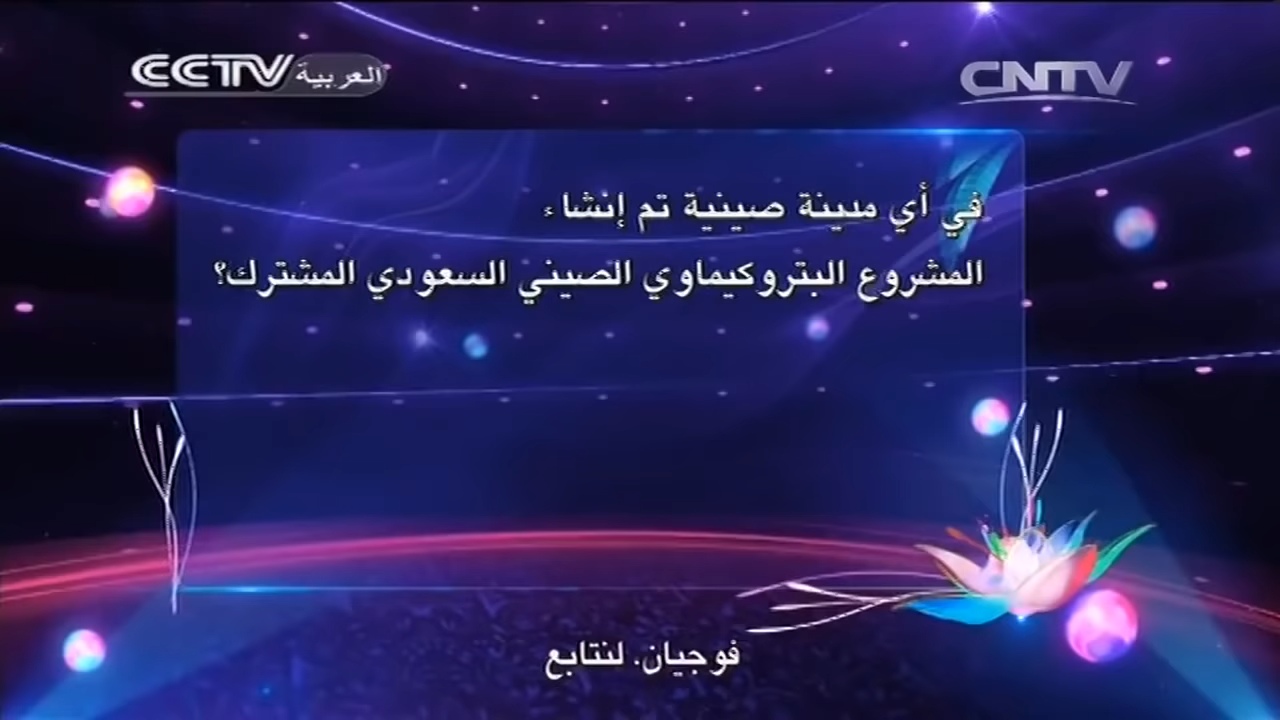 CCTV العربية
CNTV
في أي مدينة صينية تم إنشاء
المشروع البتروكيماوي الصيني السعودي المشترك؟
فوجيان. لنتابع